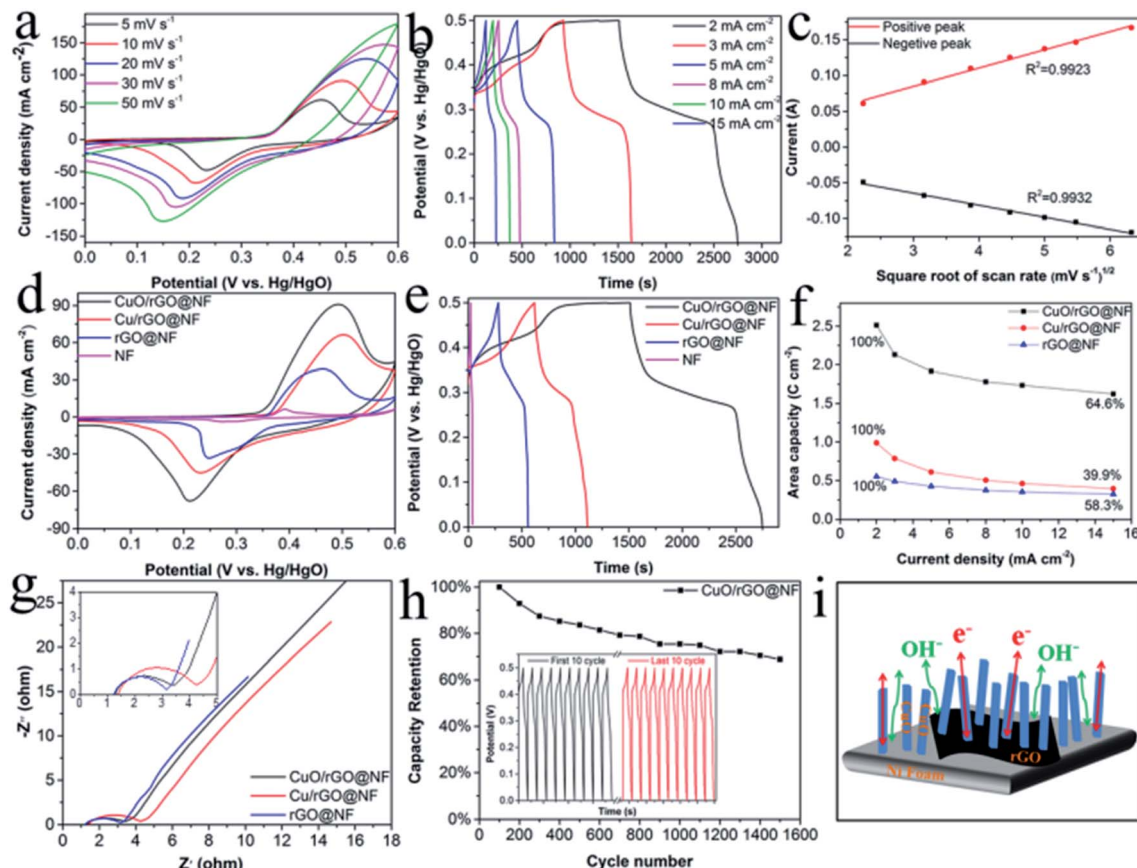 a
5 mV s⁻¹
10 mV s⁻¹
20 mV s⁻¹
30 mV s⁻¹
50 mV s⁻¹
150
100
50
0
-50
-100
-150
0.0 0.1 0.2 0.3 0.4 0.5 0.6
Current density (mA cm⁻²)
Potential (V vs. Hg/HgO)
b
2 mA cm⁻²
3 mA cm⁻²
5 mA cm⁻²
8 mA cm⁻²
10 mA cm⁻²
15 mA cm⁻²
0.5
0.4
0.3
0.2
0.1
0.0
0 500 1000 1500 2000 2500 3000
Potential (V vs. Hg/HgO)
Time (s)
c
Positive peak
Negetive peak
R²=0.9923
R²=0.9932
0.15
0.10
0.05
0.00
-0.05
-0.10
2 3 4 5 6
Current (A)
Square root of scan rate (mV s⁻¹)¹/²
d
CuO/rGO@NF
Cu/rGO@NF
rGO@NF
NF
90
60
30
0
-30
-60
-90
0.0 0.1 0.2 0.3 0.4 0.5 0.6
Current density (mA cm⁻²)
Potential (V vs. Hg/HgO)
e
CuO/rGO@NF
Cu/rGO@NF
rGO@NF
NF
0.5
0.4
0.3
0.2
0.1
0.0
0 500 1000 1500 2000 2500
Potential (V vs. Hg/HgO)
Time (s)
f
CuO/rGO@NF
Cu/rGO@NF
rGO@NF
100%
64.6%
100%
39.9%
100%
58.3%
2.5
2.0
1.5
1.0
0.5
0.0
0 2 4 6 8 10 12 14 16
Area capacity (C cm⁻²)
Current density (mA cm⁻²)
g
4
3
2
1
0
0 1 2 3 4 5
CuO/rGO@NF
Cu/rGO@NF
rGO@NF
25
20
15
10
5
0
0 2 4 6 8 10 12 14 16 18
-Z'' (ohm)
Z' (ohm)
h
CuO/rGO@NF
100%
80%
60%
40%
20%
0%
0 200 400 600 800 1000 1200 1400 1600
Capacity Retention
Cycle number
First 10 cycle
Last 10 cycle
0.5
0.4
0.3
0.2
0.1
0.0
Potential (V)
Time (s)
i
OH⁻
e⁻
e⁻
OH⁻
rGO
Ni Foam